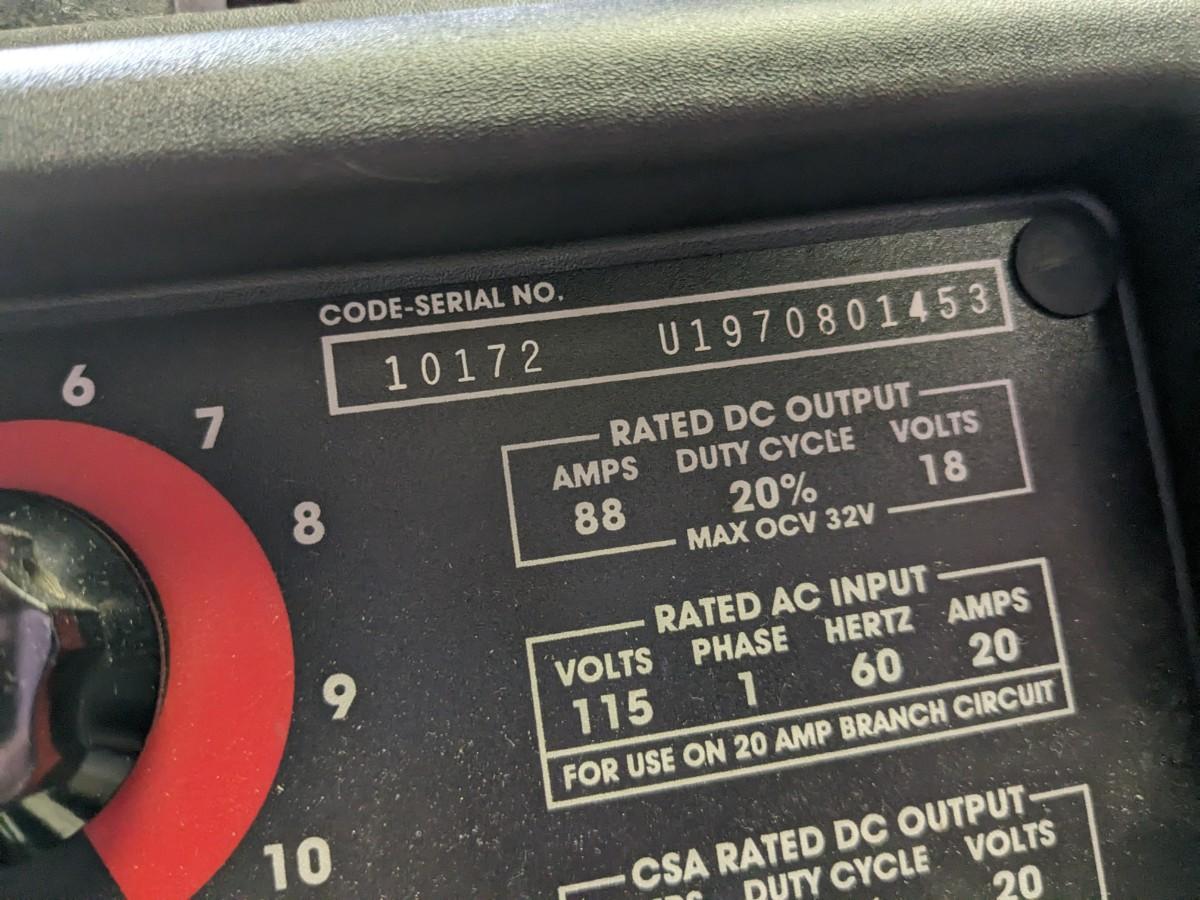 CODE-SERIAL NO.
10172 U1970801453
6
7
8
9
10
RATED DC OUTPUT
AMPS DUTY CYCLE VOLTS
88 20% 18
MAX OCV 32V
RATED AC INPUT
VOLTS PHASE HERTZ AMPS
115 1 60 20
FOR USE ON 20 AMP BRANCH CIRCUIT
CSA RATED DC OUTPUT
DUTY CYCLE VOLTS
20